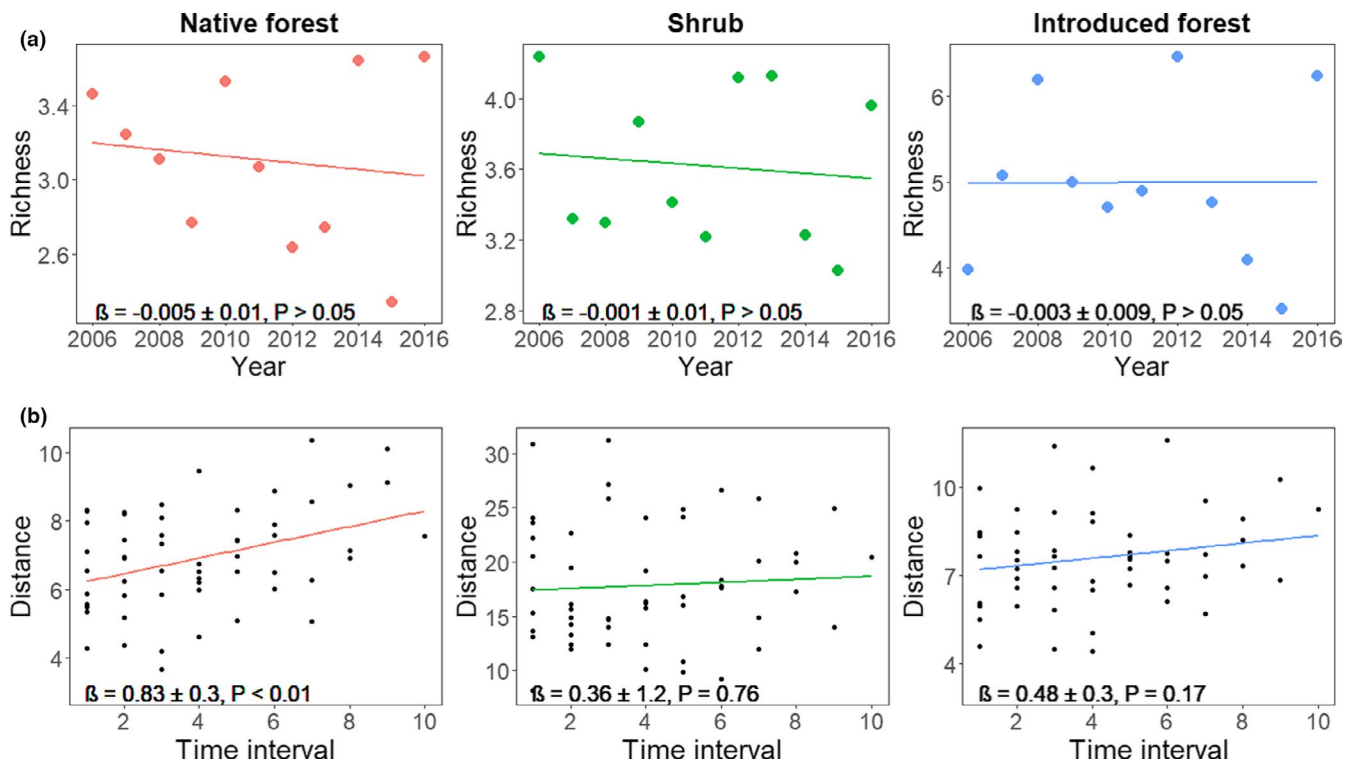 (a)
Native forest
Shrub
Introduced forest
Richness
3.4
3.0
2.6
ß = −0.005 ± 0.01, P > 0.05
2006 2008 2010 2012 2014 2016
Year
Richness
4.0
3.6
3.2
2.8
ß = −0.001 ± 0.01, P > 0.05
2006 2008 2010 2012 2014 2016
Year
Richness
6
5
4
ß = −0.003 ± 0.009, P > 0.05
2006 2008 2010 2012 2014 2016
Year
(b)
Distance
10
8
6
4
ß = 0.83 ± 0.3, P < 0.01
2 4 6 8 10
Time interval
Distance
30
25
20
15
10
ß = 0.36 ± 1.2, P = 0.76
2 4 6 8 10
Time interval
Distance
10
7
4
ß = 0.48 ± 0.3, P = 0.17
2 4 6 8 10
Time interval